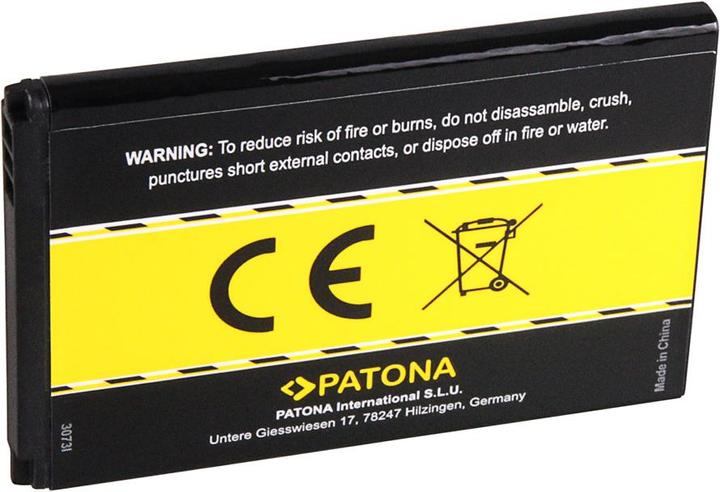 WARNING: To reduce risk of fire or burns, do not disassamble, crush,
punctures short external contacts, or dispose off in fire or water.
CE
PATONA
PATONA International S.L.U.
Untere Giesswiesen 17, 78247 Hilzingen, Germany
Made in China
3073I